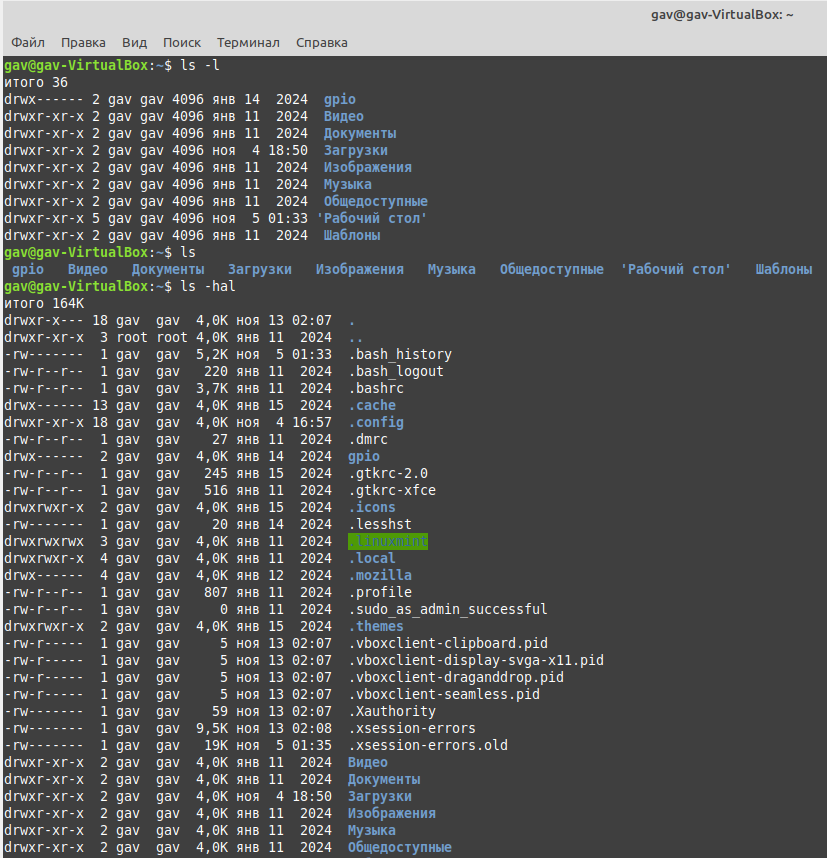 gav@gav-VirtualBox: ~
Файл Правка Вид Поиск Терминал Справка
gav@gav-VirtualBox:~$ ls -l
итого 36
drwx------ 2 gav gav 4096 янв 14  2024  gpio
drwxr-xr-x 2 gav gav 4096 янв 11  2024  Видео
drwxr-xr-x 2 gav gav 4096 янв 11  2024  Документы
drwxr-xr-x 2 gav gav 4096 ноя  4 18:50  Загрузки
drwxr-xr-x 2 gav gav 4096 янв 11  2024  Изображения
drwxr-xr-x 2 gav gav 4096 янв 11  2024  Музыка
drwxr-xr-x 2 gav gav 4096 янв 11  2024  Общедоступные
drwxr-xr-x 5 gav gav 4096 ноя  5 01:33 'Рабочий стол'
drwxr-xr-x 2 gav gav 4096 янв 11  2024  Шаблоны
gav@gav-VirtualBox:~$ ls
gpio   Видео   Документы   Загрузки   Изображения   Музыка   Общедоступные  'Рабочий стол'   Шаблоны
gav@gav-VirtualBox:~$ ls -hal
итого 164K
drwxr-x--- 18 gav  gav  4,0K ноя 13 02:07  .
drwxr-xr-x  3 root root 4,0K янв 11  2024  ..
-rw-------  1 gav  gav  5,2K ноя  5 01:33  .bash_history
-rw-r--r--  1 gav  gav   220 янв 11  2024  .bash_logout
-rw-r--r--  1 gav  gav  3,7K янв 11  2024  .bashrc
drwx------ 13 gav  gav  4,0K янв 15  2024  .cache
drwxr-xr-x 18 gav  gav  4,0K ноя  4 16:57  .config
-rw-r--r--  1 gav  gav    27 янв 11  2024  .dmrc
drwx------  2 gav  gav  4,0K янв 14  2024  gpio
-rw-r--r--  1 gav  gav   245 янв 15  2024  .gtkrc-2.0
-rw-r--r--  1 gav  gav   516 янв 11  2024  .gtkrc-xfce
drwxrwxr-x  2 gav  gav  4,0K янв 15  2024  .icons
-rw-------  1 gav  gav    20 янв 14  2024  .lesshst
drwxrwxrwx  3 gav  gav  4,0K янв 11  2024  .linuxmint
drwxrwxr-x  4 gav  gav  4,0K янв 11  2024  .local
drwx------  4 gav  gav  4,0K янв 12  2024  .mozilla
-rw-r--r--  1 gav  gav   807 янв 11  2024  .profile
-rw-r--r--  1 gav  gav     0 янв 11  2024  .sudo_as_admin_successful
drwxrwxr-x  2 gav  gav  4,0K янв 15  2024  .themes
-rw-r-----  1 gav  gav     5 ноя 13 02:07  .vboxclient-clipboard.pid
-rw-r-----  1 gav  gav     5 ноя 13 02:07  .vboxclient-display-svga-x11.pid
-rw-r-----  1 gav  gav     5 ноя 13 02:07  .vboxclient-draganddrop.pid
-rw-r-----  1 gav  gav     5 ноя 13 02:07  .vboxclient-seamless.pid
-rw-------  1 gav  gav    59 ноя 13 02:07  .Xauthority
-rw-------  1 gav  gav  9,5K ноя 13 02:08  .xsession-errors
-rw-------  1 gav  gav   19K ноя  5 01:35  .xsession-errors.old
drwxr-xr-x  2 gav  gav  4,0K янв 11  2024  Видео
drwxr-xr-x  2 gav  gav  4,0K янв 11  2024  Документы
drwxr-xr-x  2 gav  gav  4,0K ноя  4 18:50  Загрузки
drwxr-xr-x  2 gav  gav  4,0K янв 11  2024  Изображения
drwxr-xr-x  2 gav  gav  4,0K янв 11  2024  Музыка
drwxr-xr-x  2 gav  gav  4,0K янв 11  2024  Общедоступные